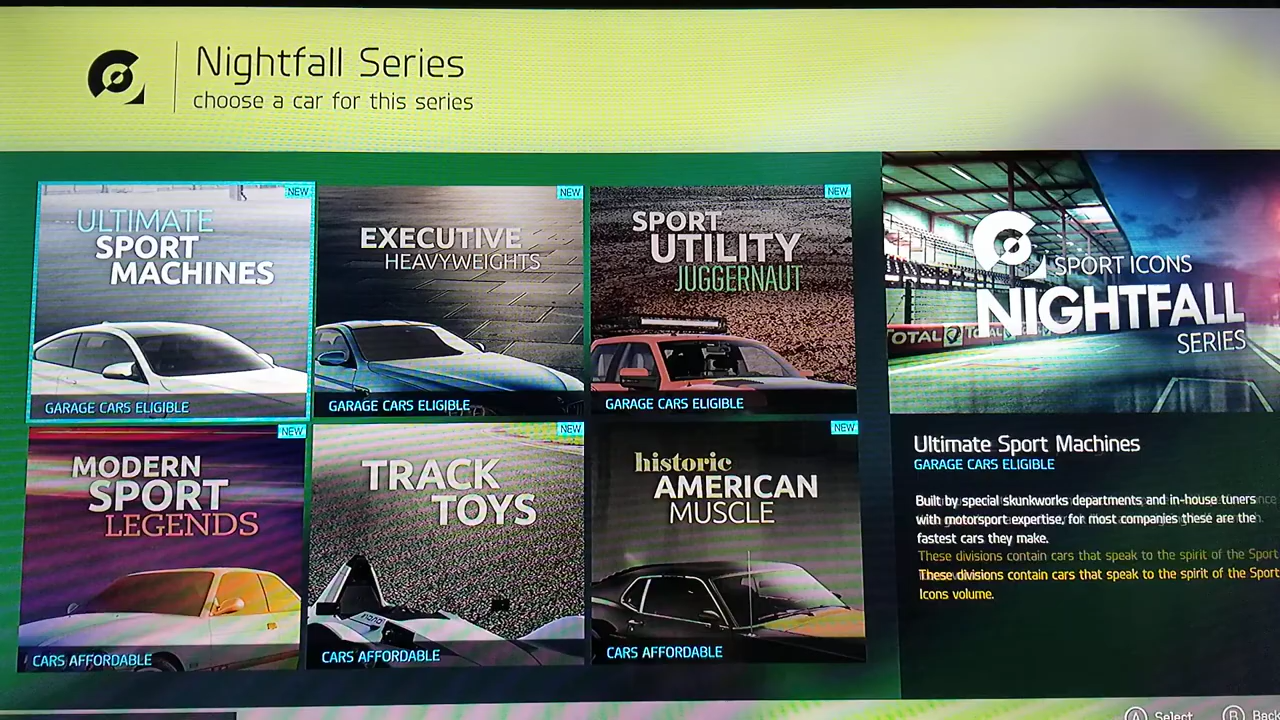 Nightfall Series
choose a car for this series
NEW
ULTIMATE
SPORT
MACHINES
GARAGE CARS ELIGIBLE
NEW
EXECUTIVE
HEAVYWEIGHTS
GARAGE CARS ELIGIBLE
NEW
SPORT
UTILITY
JUGGERNAUT
GARAGE CARS ELIGIBLE
NEW
MODERN
SPORT
LEGENDS
CARS AFFORDABLE
NEW
TRACK
TOYS
CARS AFFORDABLE
NEW
historic
AMERICAN
MUSCLE
CARS AFFORDABLE
OTAL TOTAL
SPORT ICONS
NIGHTFALL
SERIES
Ultimate Sport Machines
GARAGE CARS ELIGIBLE
Built by special skunkworks departments and in-house tuners
with motorsport expertise, for most companies these are the
fastest cars they make.
These divisions contain cars that speak to the spirit of the Sport
These divisions contain cars that speak to the spirit of the Sport
Icons volume.
A Select B Back